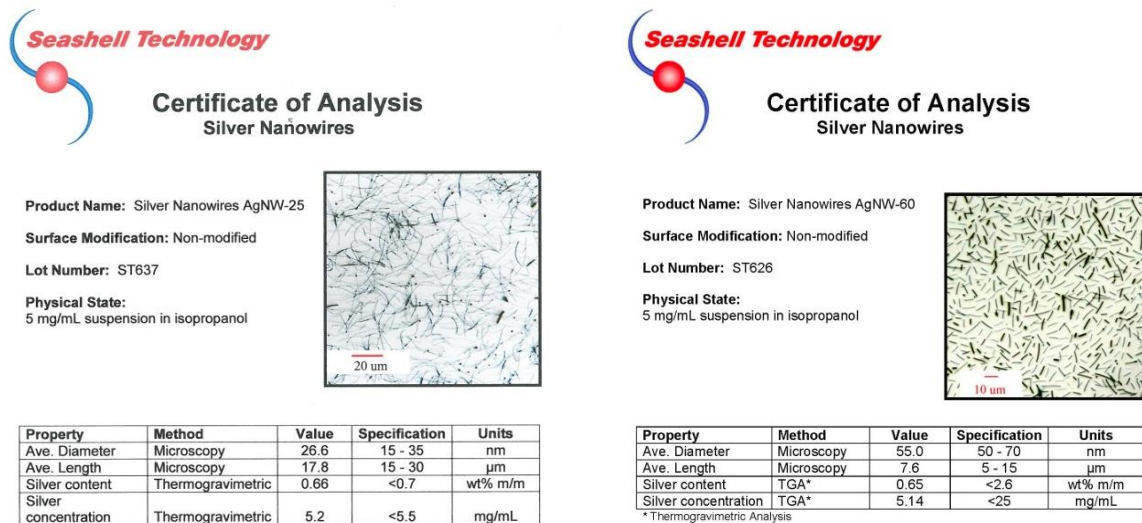 Seashell Technology
Certificate of Analysis
Silver Nanowires
Product Name: Silver Nanowires AgNW-25
Surface Modification: Non-modified
Lot Number: ST637
Physical State:
5 mg/mL suspension in isopropanol
20 um
Property Method Value Specification Units
Ave. Diameter Microscopy 26.6 15 - 35 nm
Ave. Length Microscopy 17.8 15 - 30 µm
Silver content Thermogravimetric 0.66 <0.7 wt% m/m
Silver
concentration Thermogravimetric 5.2 <5.5 mg/mL
Seashell Technology
Certificate of Analysis
Silver Nanowires
Product Name: Silver Nanowires AgNW-60
Surface Modification: Non-modified
Lot Number: ST626
Physical State:
5 mg/mL suspension in isopropanol
10 um
Property Method Value Specification Units
Ave. Diameter Microscopy 55.0 50 - 70 nm
Ave. Length Microscopy 7.6 5 - 15 µm
Silver content TGA* 0.65 <2.6 wt% m/m
Silver concentration TGA* 5.14 <25 mg/mL
* Thermogravimetric Analysis